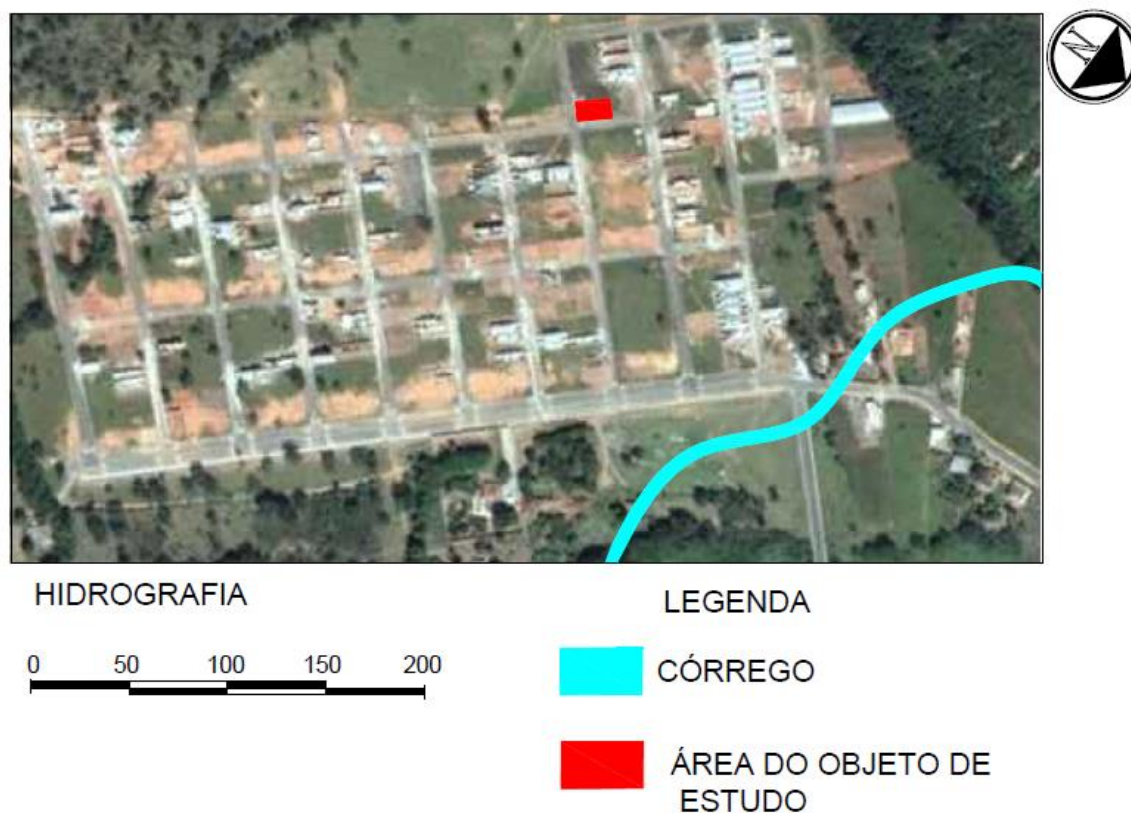 N
HIDROGRAFIA
0 50 100 150 200
LEGENDA
CÓRREGO
ÁREA DO OBJETO DE
ESTUDO